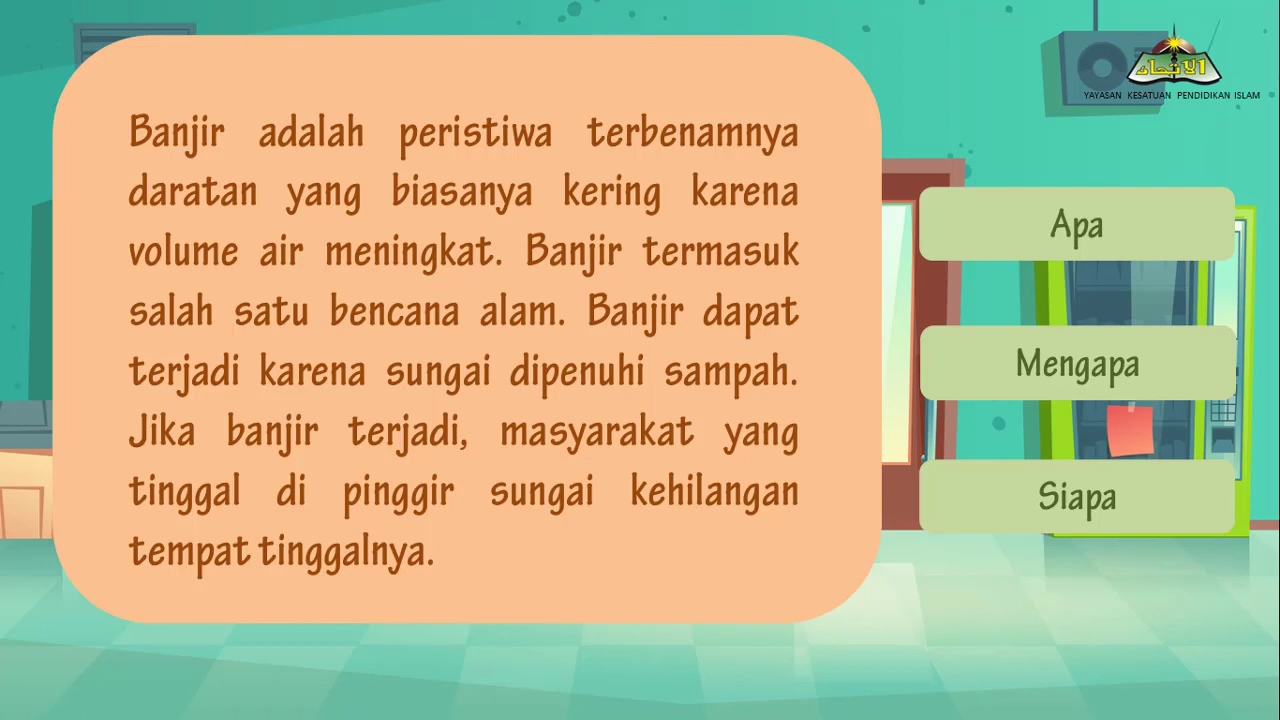 Banjir adalah peristiwa terbenamnya
daratan yang biasanya kering karena
volume air meningkat. Banjir termasuk
salah satu bencana alam. Banjir dapat
terjadi karena sungai dipenuhi sampah.
Jika banjir terjadi, masyarakat yang
tinggal di pinggir sungai kehilangan
tempat tinggalnya.
Apa
Mengapa
Siapa
YAYASAN KESATUAN PENDIDIKAN ISLAM